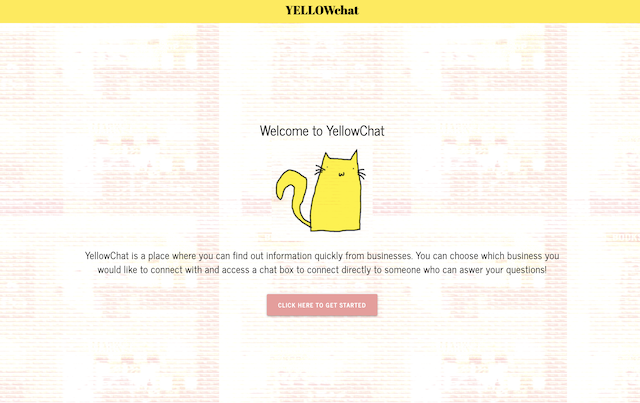 YELLOWchat
Welcome to YellowChat
YellowChat is a place where you can find out information quickly from businesses. You can choose which business you
would like to connect with and access a chat box to connect directly to someone who can aswer your questions!
CLICK HERE TO GET STARTED